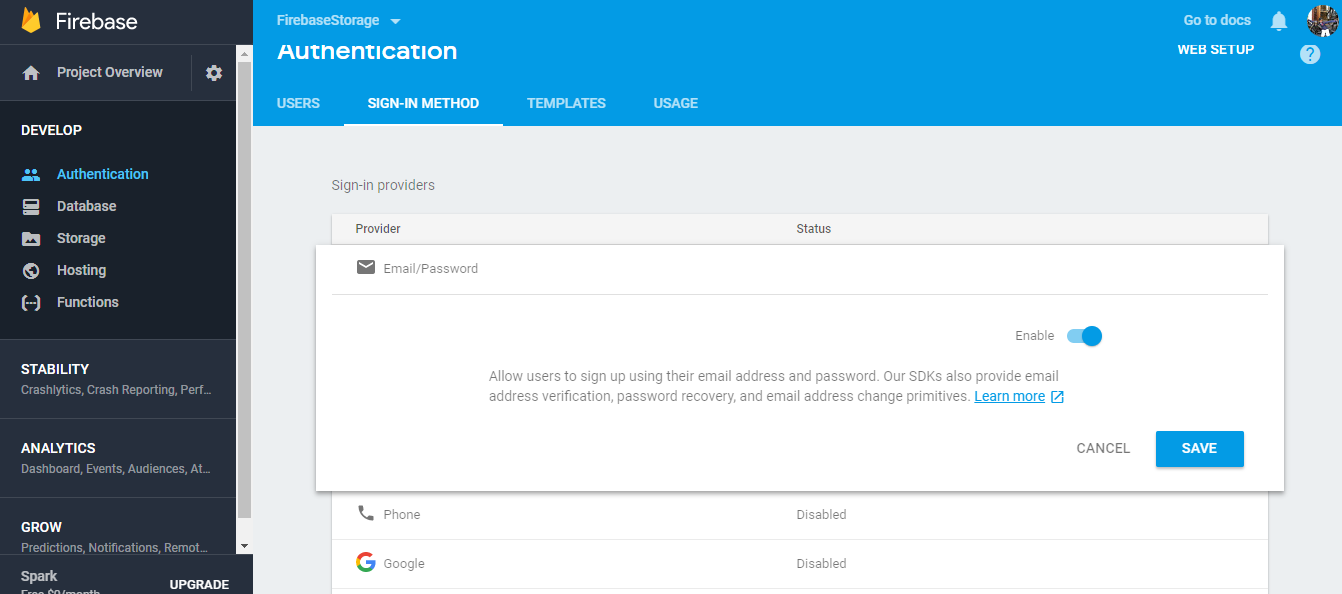 Firebase
Project Overview
DEVELOP
Authentication
Database
Storage
Hosting
Functions
STABILITY
Crashlytics, Crash Reporting, Perf...
ANALYTICS
Dashboard, Events, Audiences, At...
GROW
Predictions, Notifications, Remot...
Spark
Free $0/month
UPGRADE
FirebaseStorage
Go to docs
Authentication
WEB SETUP
?
USERS
SIGN-IN METHOD
TEMPLATES
USAGE
Sign-in providers
Provider
Status
Email/Password
Enable
Allow users to sign up using their email address and password. Our SDKs also provide email
address verification, password recovery, and email address change primitives. Learn more
CANCEL
SAVE
Phone
Disabled
Google
Disabled